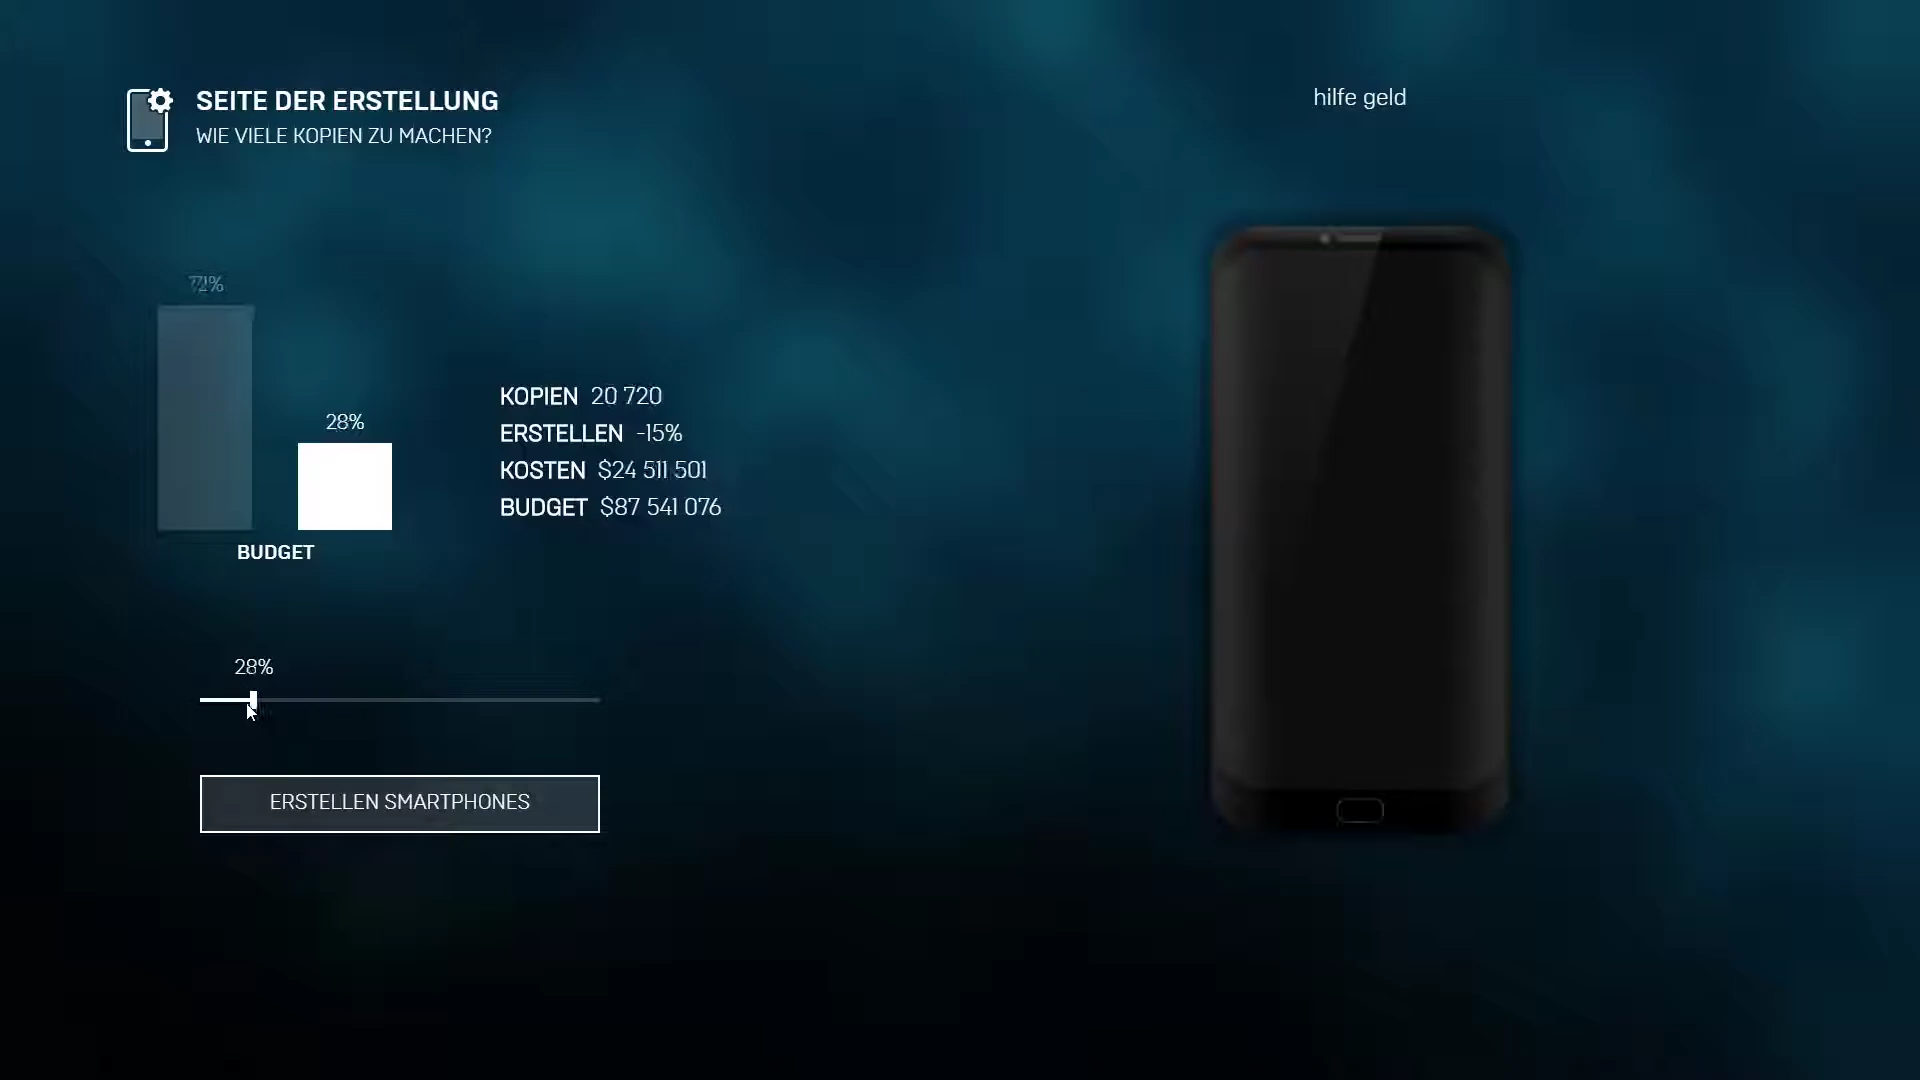 SEITE DER ERSTELLUNG
WIE VIELE KOPIEN ZU MACHEN?
hilfe geld
28%
KOPIEN 20 720
ERSTELLEN -15%
KOSTEN $24 511 501
BUDGET $87 541 076
BUDGET
28%
ERSTELLEN SMARTPHONES